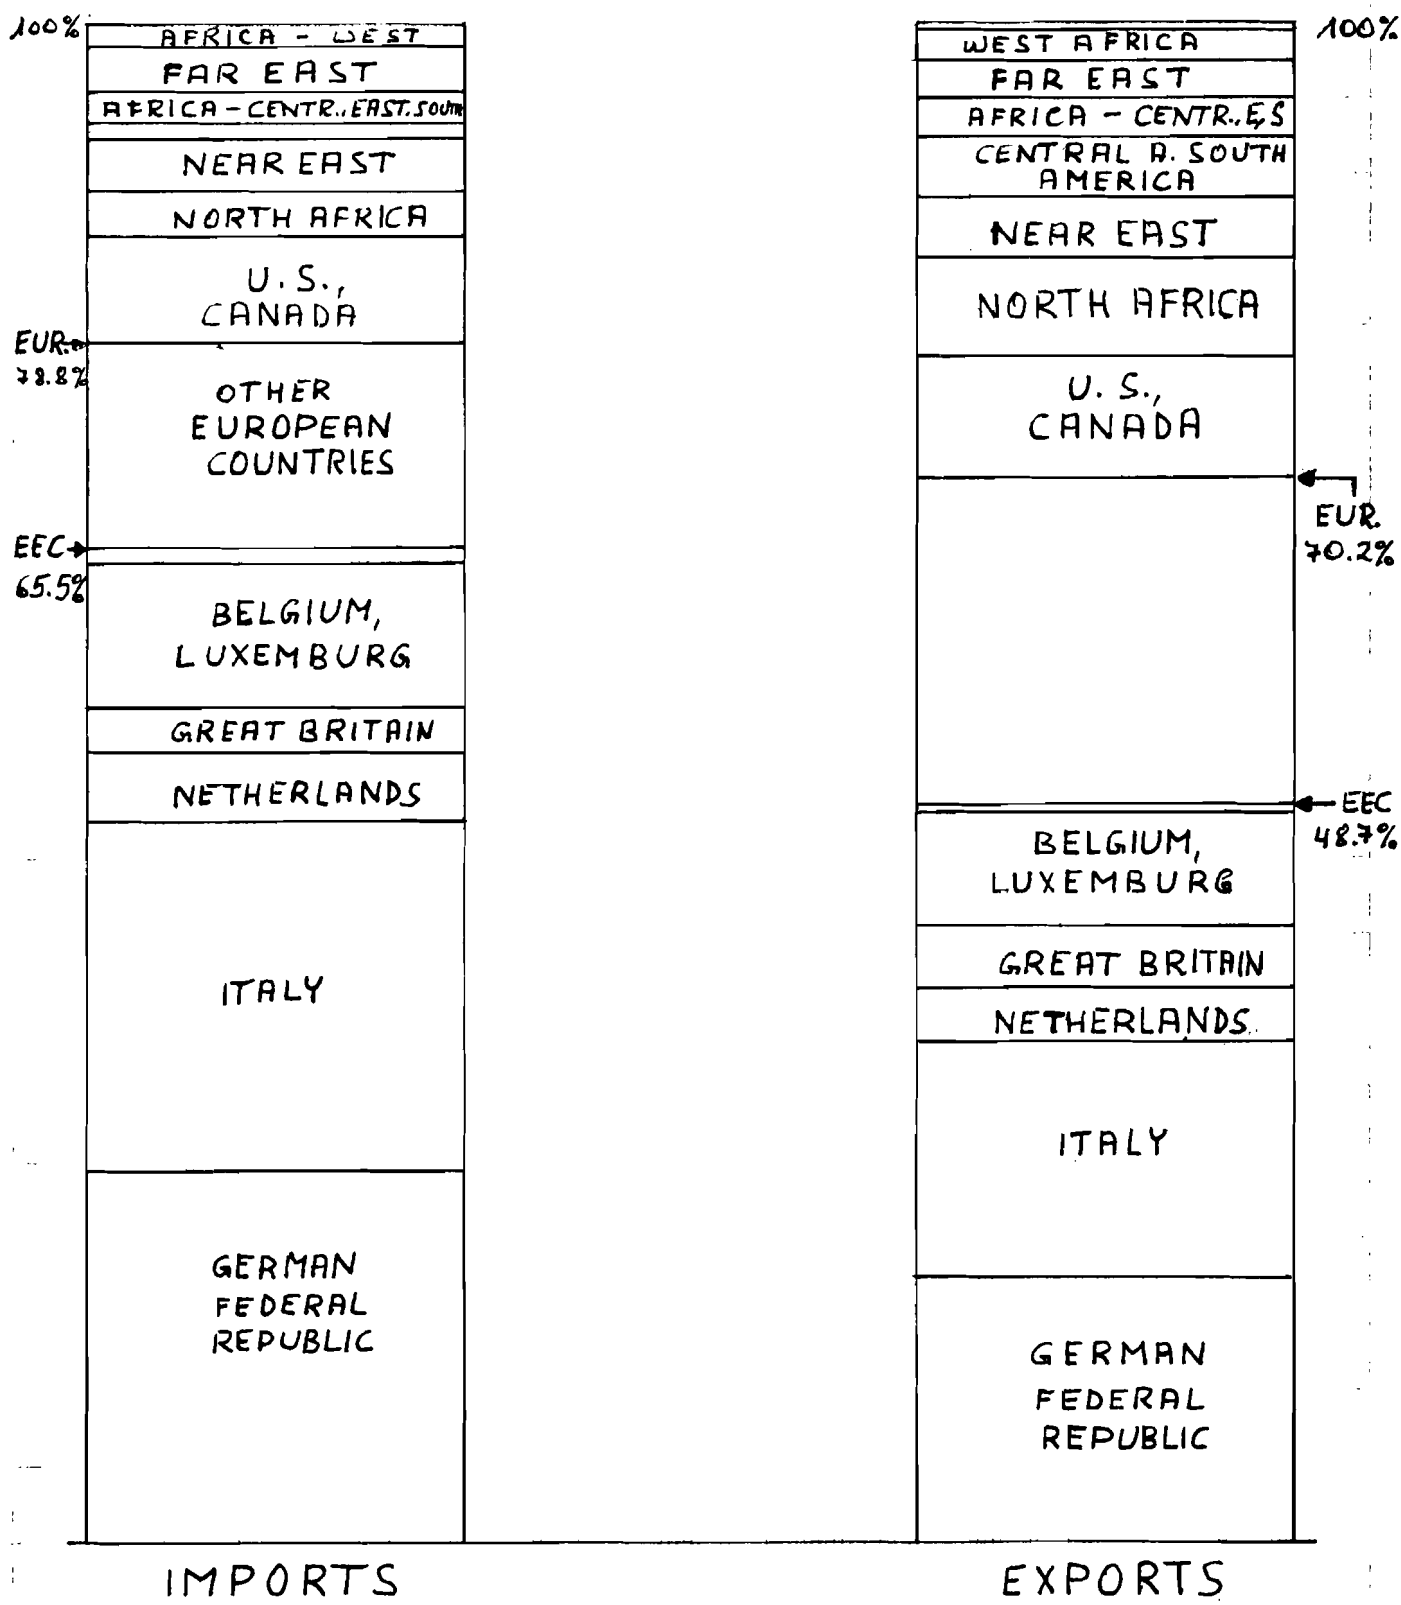 100%
AFRICA - WEST
FAR EAST
AFRICA - CENTR., EAST, SOUTH
NEAR EAST
NORTH AFRICA
U.S.,
CANADA
EUR.
78.8%
OTHER
EUROPEAN
COUNTRIES
EEC
65.5%
BELGIUM,
LUXEMBURG
GREAT BRITAIN
NETHERLANDS
ITALY
GERMAN
FEDERAL
REPUBLIC
IMPORTS
100%
WEST AFRICA
FAR EAST
AFRICA - CENTR., E, S
CENTRAL A. SOUTH
AMERICA
NEAR EAST
NORTH AFRICA
U.S.,
CANADA
EUR.
70.2%
EEC
48.7%
BELGIUM,
LUXEMBURG
GREAT BRITAIN
NETHERLANDS
ITALY
GERMAN
FEDERAL
REPUBLIC
EXPORTS